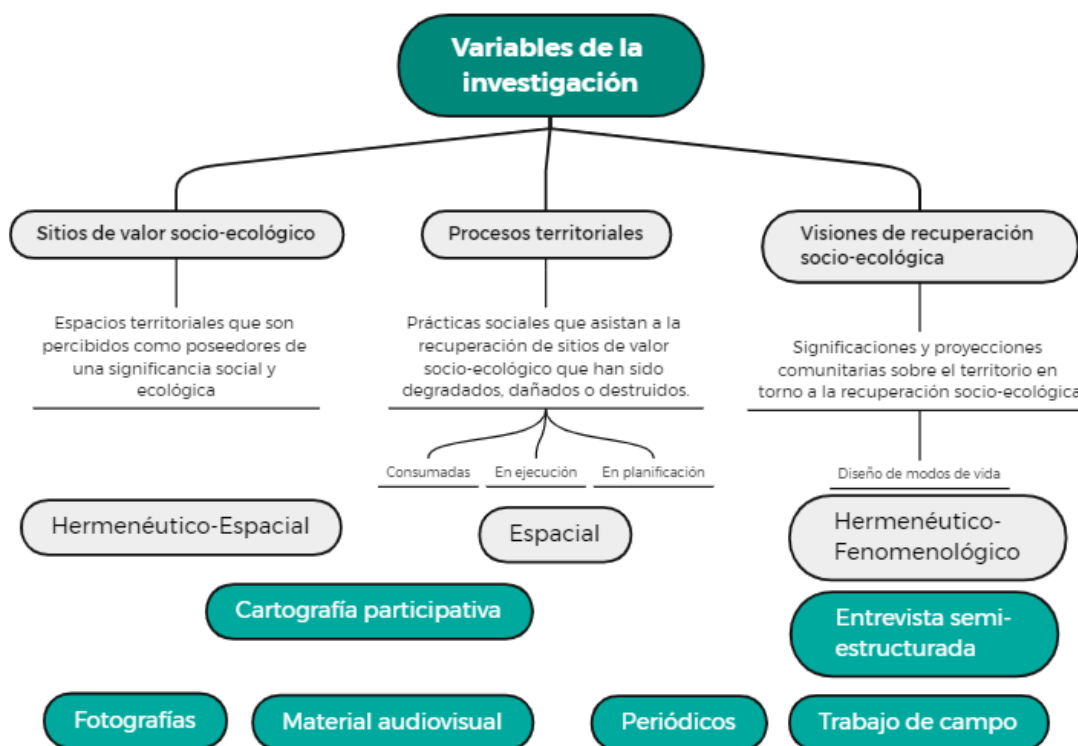 Variables de la
investigación
Sitios de valor socio-ecológico
Procesos territoriales
Visiones de recuperación
socio-ecológica
Espacios territoriales que son
percibidos como poseedores de
una significancia social y
ecológica
Prácticas sociales que asistan a la
recuperación de sitios de valor
socio-ecológico que han sido
degradados, dañados o destruidos.
Significaciones y proyecciones
comunitarias sobre el territorio en
torno a la recuperación socio-ecológica
Consumadas
En ejecución
En planificación
Diseño de modos de vida
Hermenéutico-Espacial
Espacial
Hermenéutico-
Fenomenológico
Cartografía participativa
Entrevista semi-
estructurada
Fotografías
Material audiovisual
Periódicos
Trabajo de campo